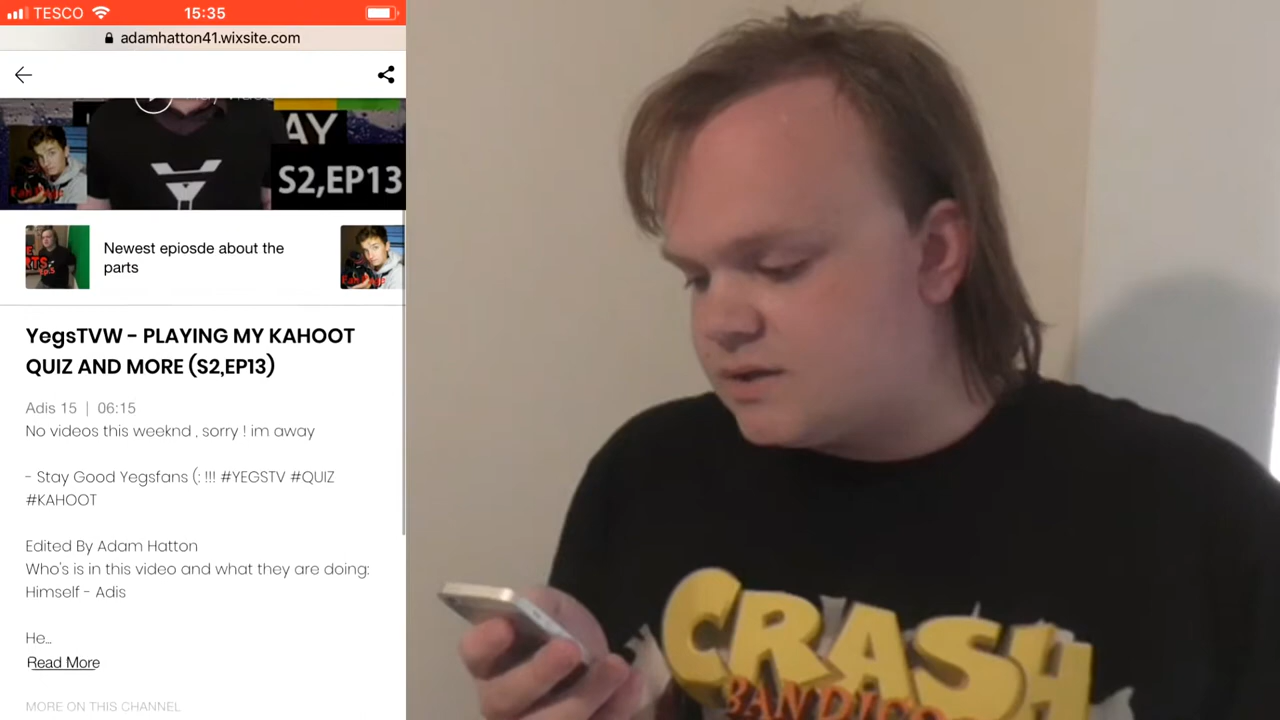 TESCO
15:35
adamhatton41.wixsite.com
AY
S2,EP13
Newest epiosde about the
parts
YegsTVW - PLAYING MY KAHOOT
QUIZ AND MORE (S2,EP13)
Adis 15 | 06:15
No videos this weeknd , sorry ! im away
- Stay Good Yegsfans (: !!! #YEGSTV #QUIZ
#KAHOOT
Edited By Adam Hatton
Who's is in this video and what they are doing:
Himself - Adis
He...
Read More
MORE ON THIS CHANNEL
CRASH